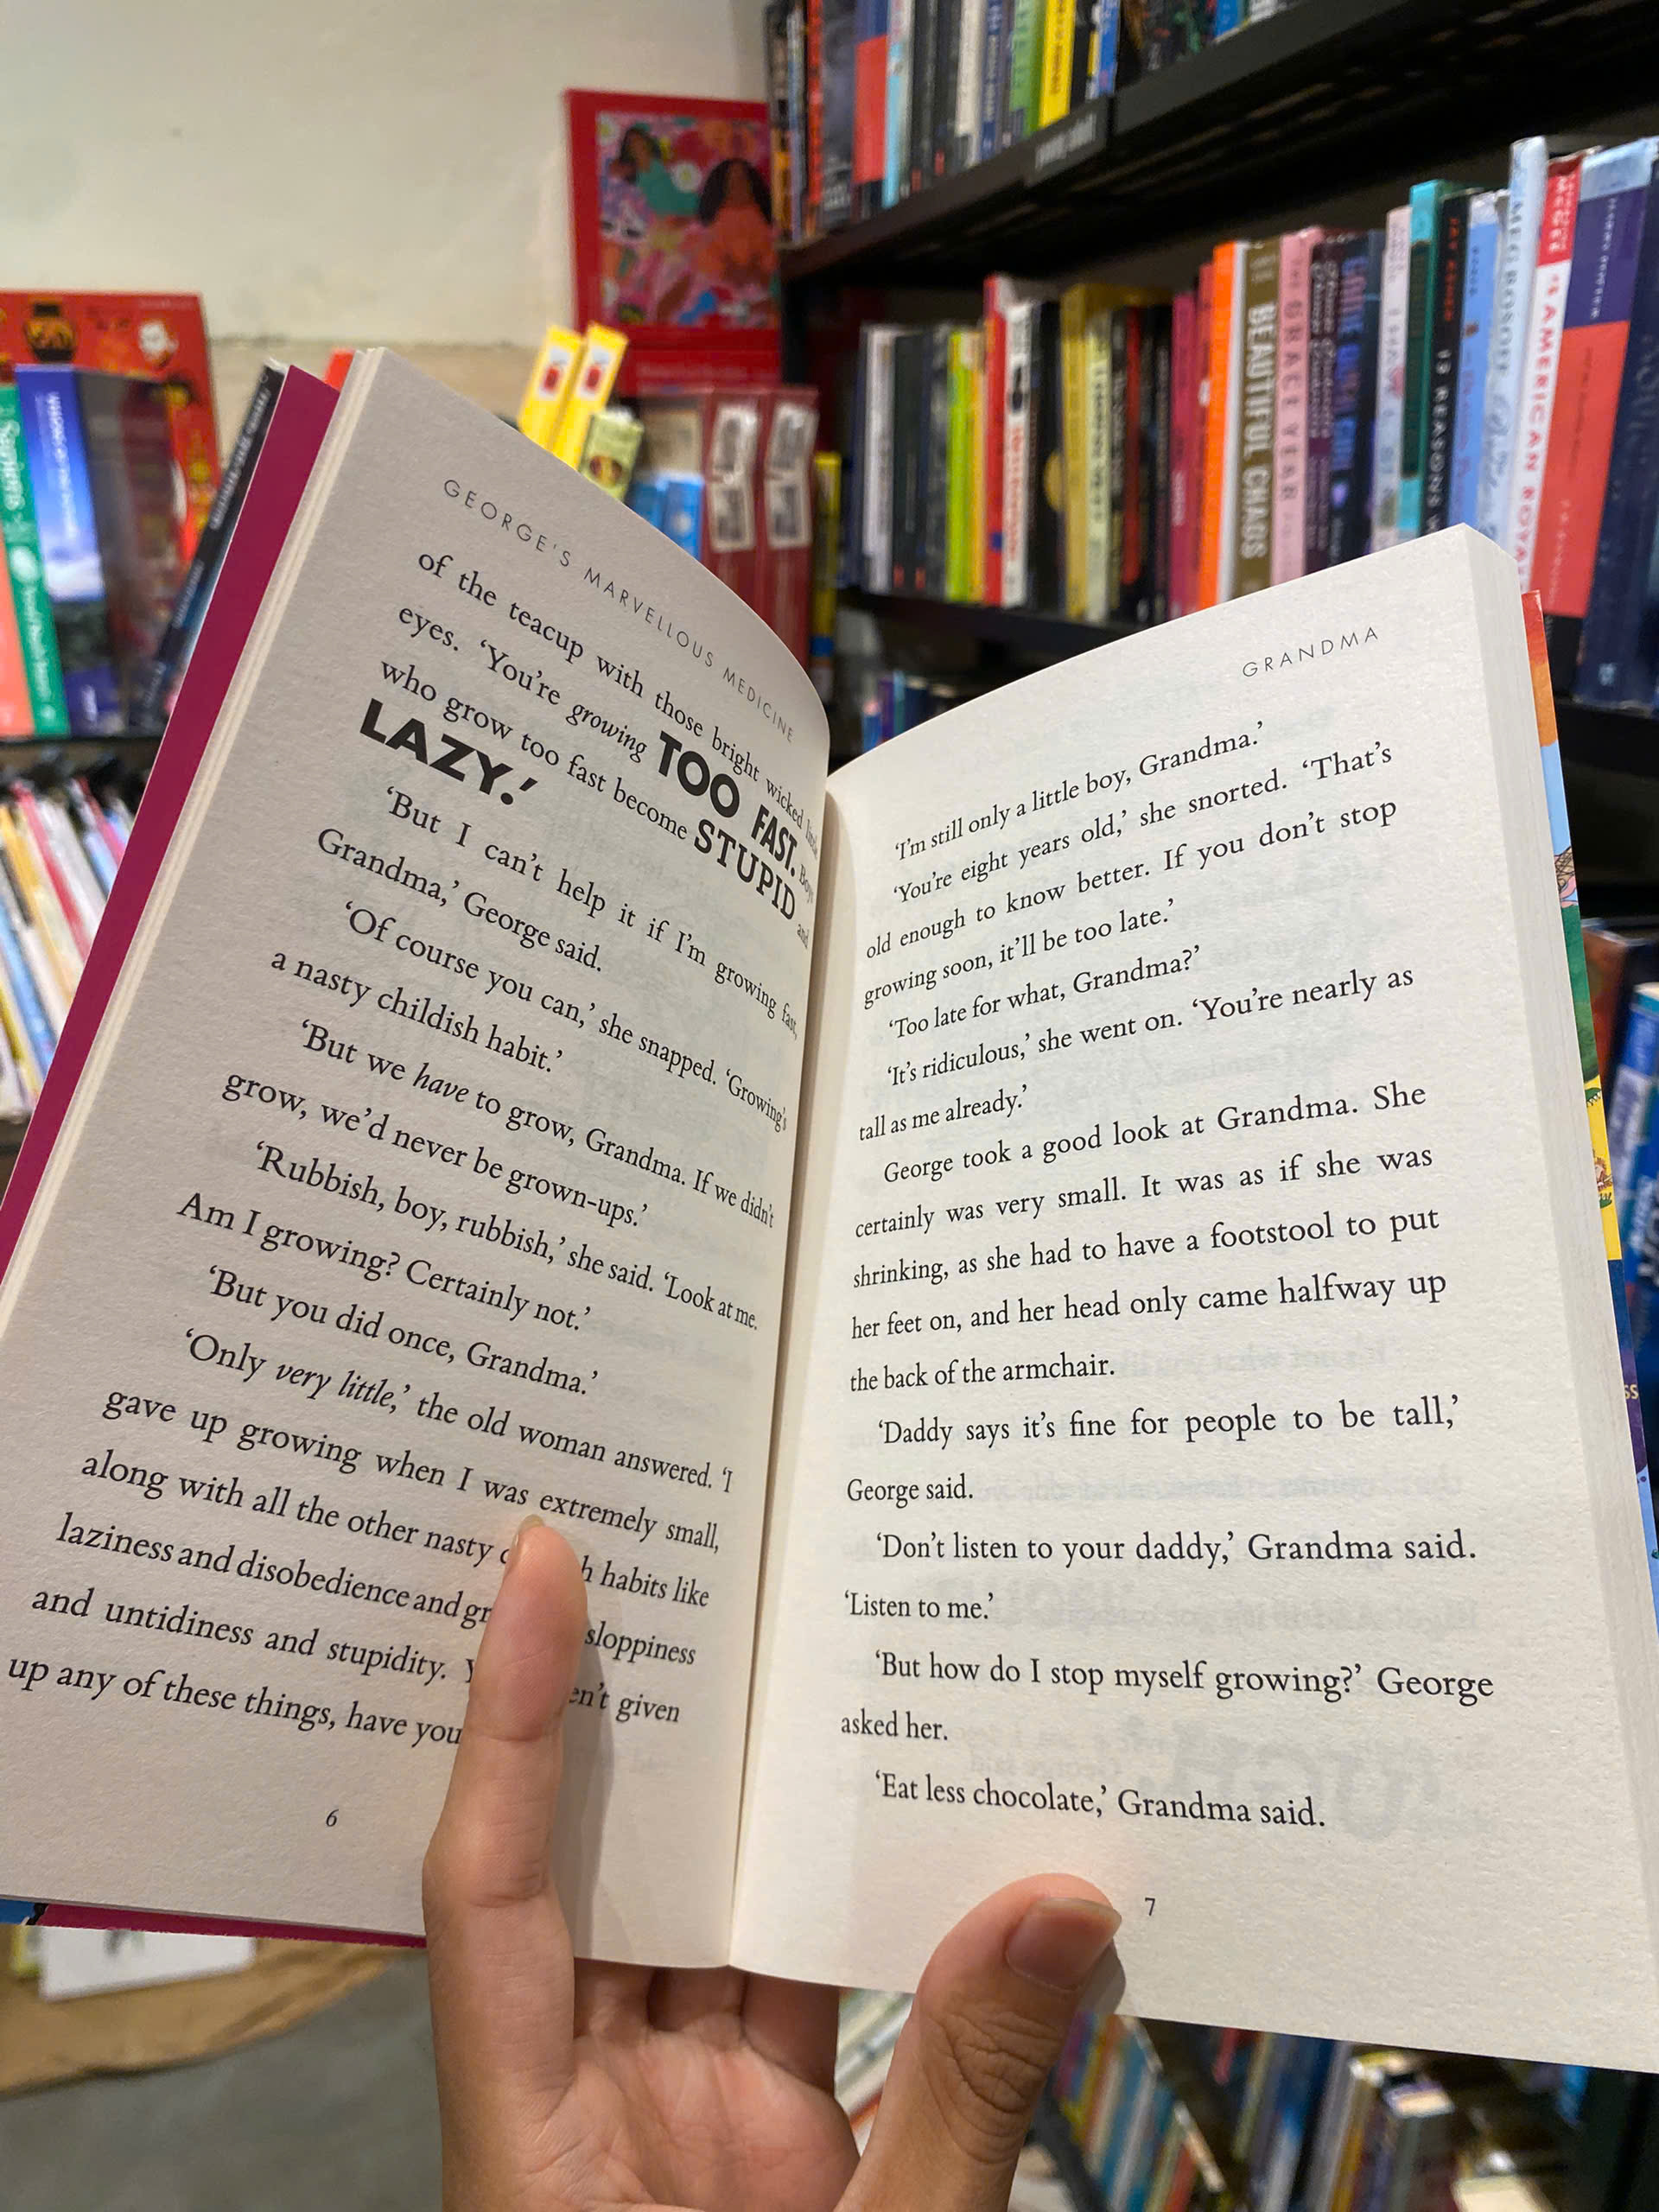 GEORGE'S MARVELLOUS MEDICINE
of the teacup with those bright wicked little
eyes. ‘You’re growing TOO FAST. Boys
who grow too fast become STUPID and
LAZY.’
‘But I can’t help it if I’m growing fast,
Grandma,’ George said.
‘Of course you can,’ she snapped. ‘Growing’s
a nasty childish habit.’
‘But we have to grow, Grandma. If we didn’t
grow, we’d never be grown-ups.’
‘Rubbish, boy, rubbish,’ she said. ‘Look at me.
Am I growing? Certainly not.’
‘But you did once, Grandma.’
‘Only very little,’ the old woman answered. ‘I
gave up growing when I was extremely small,
along with all the other nasty habits like
laziness and disobedience and sloppiness
and untidiness and stupidity. given
up any of these things, have you
6
GRANDMA
‘I’m still only a little boy, Grandma.’
‘You’re eight years old,’ she snorted. ‘That’s
old enough to know better. If you don’t stop
growing soon, it’ll be too late.’
‘Too late for what, Grandma?’
‘It’s ridiculous,’ she went on. ‘You’re nearly as
tall as me already.’
George took a good look at Grandma. She
certainly was very small. It was as if she was
shrinking, as she had to have a footstool to put
her feet on, and her head only came halfway up
the back of the armchair.
‘Daddy says it’s fine for people to be tall,’
George said.
‘Don’t listen to your daddy,’ Grandma said.
‘Listen to me.’
‘But how do I stop myself growing?’ George
asked her.
‘Eat less chocolate,’ Grandma said.
7
Sapiens
BEAUTIFUL CHAOS
GRACE YEAR
13 REASONS
MEG ROSOFF
AMERICAN ROYALS